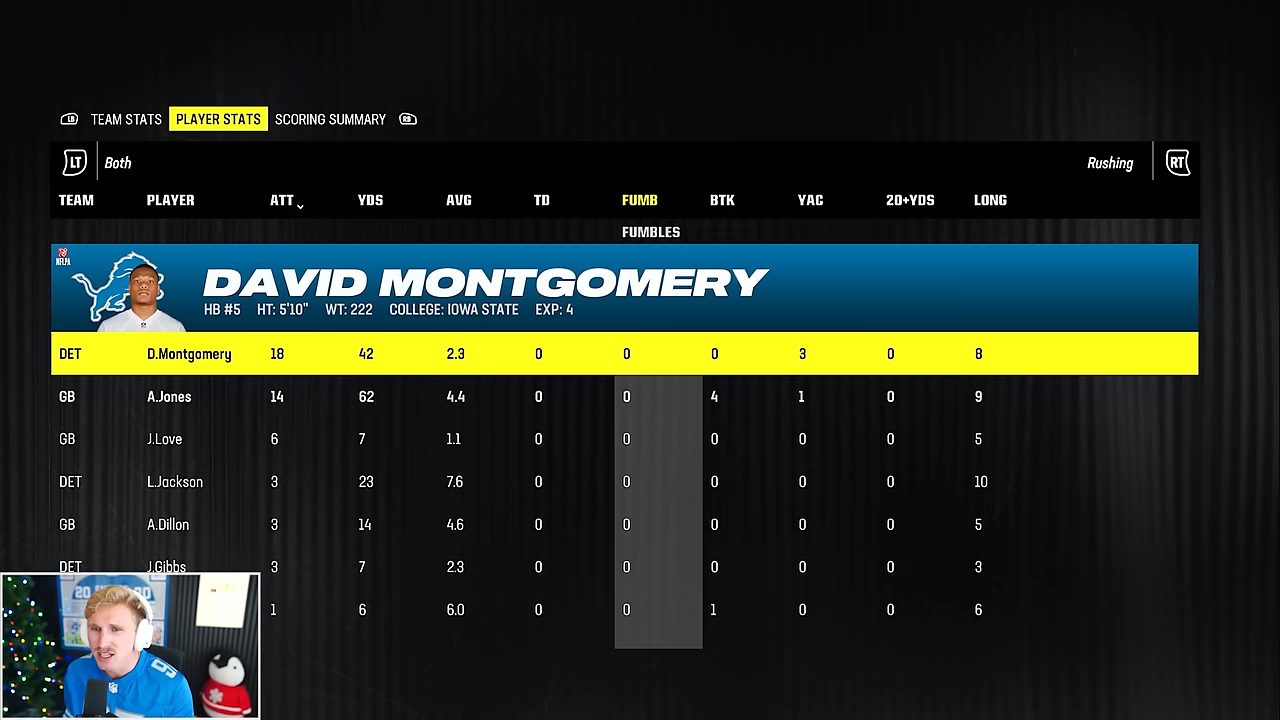 LB TEAM STATS PLAYER STATS SCORING SUMMARY RB
LT Both Rushing RT
TEAM PLAYER ATT YDS AVG TD FUMB BTK YAC 20+YDS LONG
FUMBLES
NFLPA
DAVID MONTGOMERY
HB #5 HT: 5'10" WT: 222 COLLEGE: IOWA STATE EXP: 4
DET D.Montgomery 18 42 2.3 0 0 0 3 0 8
GB A.Jones 14 62 4.4 0 0 4 1 0 9
GB J.Love 6 7 1.1 0 0 0 0 0 5
DET L.Jackson 3 23 7.6 0 0 0 0 0 10
GB A.Dillon 3 14 4.6 0 0 0 0 0 5
DET J.Gibbs 3 7 2.3 0 0 0 0 0 3
1 6 6.0 0 0 1 0 0 6